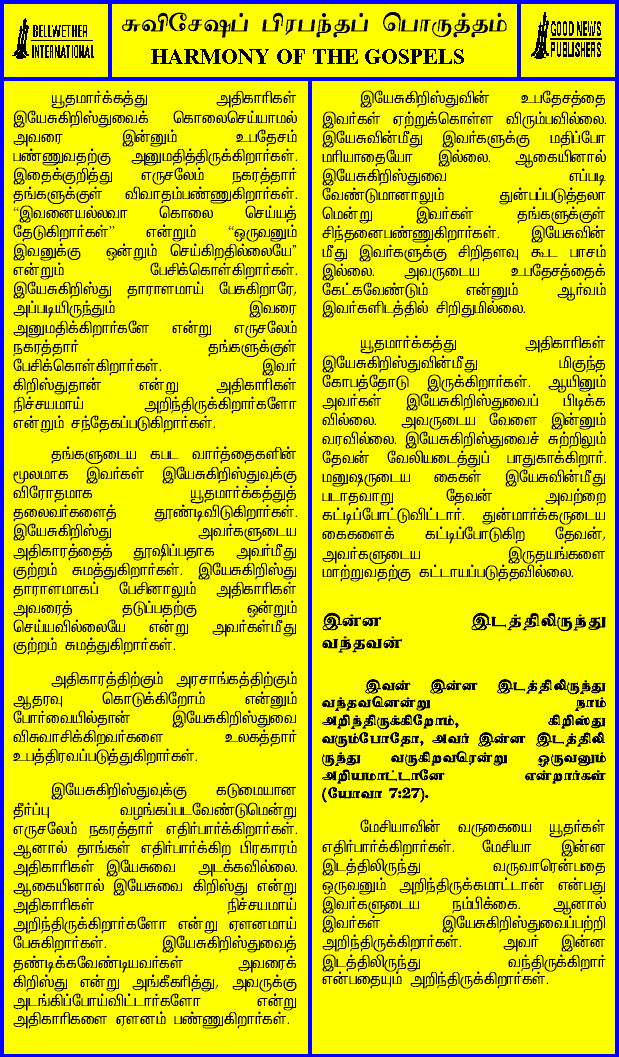 BELLWETHER
INTERNATIONAL
சுவிசேஷப் பிரபந்தப் பொருத்தம்
HARMONY OF THE GOSPELS
GOOD NEWS
PUBLISHERS
யூதமார்க்கத்து அதிகாரிகள்
இயேசுகிறிஸ்துவைக் கொலைசெய்யாமல்
அவரை இன்னும் உபதேசம்
பண்ணுவதற்கு அனுமதித்திருக்கிறார்கள்.
இதைக்குறித்து எருசலேம் நகரத்தார்
தங்களுக்குள் விவாதம்பண்ணுகிறார்கள்.
“இவனையல்லவா கொலை செய்யத்
தேடுகிறார்கள்” என்றும் “ஒருவனும்
இவனுக்கு ஒன்றும் செய்கிறதில்லையே”
என்றும் பேசிக்கொள்கிறார்கள்.
இயேசுகிறிஸ்து தாராளமாய் பேசுகிறாரே,
அப்படியிருந்தும் இவரை
அனுமதிக்கிறார்களே என்று எருசலேம்
நகரத்தார் தங்களுக்குள்
பேசிக்கொள்கிறார்கள். இவர்
கிறிஸ்துதான் என்று அதிகாரிகள்
நிச்சயமாய் அறிந்திருக்கிறார்களோ
என்றும் சந்தேகப்படுகிறார்கள்.
தங்களுடைய கபட வார்த்தைகளின்
மூலமாக இவர்கள் இயேசுகிறிஸ்துவுக்கு
விரோதமாக யூதமார்க்கத்துத்
தலைவர்களைத் தூண்டிவிடுகிறார்கள்.
இயேசுகிறிஸ்து அவர்களுடைய
அதிகாரத்தைத் தூஷிப்பதாக அவர்மீது
குற்றம் சுமத்துகிறார்கள். இயேசுகிறிஸ்து
தாராளமாகப் பேசினாலும் அதிகாரிகள்
அவரைத் தடுப்பதற்கு ஒன்றும்
செய்யவில்லையே என்று அவர்கள்மீது
குற்றம் சுமத்துகிறார்கள்.
அதிகாரத்திற்கும் அரசாங்கத்திற்கும்
ஆதரவு கொடுக்கிறோம் என்னும்
போர்வையில்தான் இயேசுகிறிஸ்துவை
விசுவாசிக்கிறவர்களை உலகத்தார்
உபத்திரவப்படுத்துகிறார்கள்.
இயேசுகிறிஸ்துவுக்கு கடுமையான
தீர்ப்பு வழங்கப்படவேண்டுமென்று
எருசலேம் நகரத்தார் எதிர்பார்க்கிறார்கள்.
ஆனால் தாங்கள் எதிர்பார்க்கிற பிரகாரம்
அதிகாரிகள் இயேசுவை அடக்கவில்லை.
ஆகையினால் இயேசுவை கிறிஸ்து என்று
அதிகாரிகள் நிச்சயமாய்
அறிந்திருக்கிறார்களோ என்று ஏளனமாய்
பேசுகிறார்கள். இயேசுகிறிஸ்துவைத்
தண்டிக்கவேண்டியவர்கள் அவரைக்
கிறிஸ்து என்று அங்கீகரித்து, அவருக்கு
அடங்கிப்போய்விட்டார்களோ என்று
அதிகாரிகளை ஏளனம் பண்ணுகிறார்கள்.
இயேசுகிறிஸ்துவின் உபதேசத்தை
இவர்கள் ஏற்றுக்கொள்ள விரும்பவில்லை.
இயேசுவின்மீது இவர்களுக்கு மதிப்போ
மரியாதையோ இல்லை. ஆகையினால்
இயேசுகிறிஸ்துவை எப்படி
வேண்டுமானாலும் துன்பப்படுத்தலா
மென்று இவர்கள் தங்களுக்குள்
சிந்தனைபண்ணுகிறார்கள். இயேசுவின்
மீது இவர்களுக்கு சிறிதளவு கூட பாசம்
இல்லை. அவருடைய உபதேசத்தைக்
கேட்கவேண்டும் என்னும் ஆர்வம்
இவர்களிடத்தில் சிறிதுமில்லை.
யூதமார்க்கத்து அதிகாரிகள்
இயேசுகிறிஸ்துவின்மீது மிகுந்த
கோபத்தோடு இருக்கிறார்கள். ஆயினும்
அவர்கள் இயேசுகிறிஸ்துவைப் பிடிக்க
வில்லை. அவருடைய வேளை இன்னும்
வரவில்லை. இயேசுகிறிஸ்துவைச் சுற்றிலும்
தேவன் வேலியடைத்துப் பாதுகாக்கிறார்.
மனுஷருடைய கைகள் இயேசுவின்மீது
படாதவாறு தேவன் அவற்றை
கட்டிப்போட்டுவிட்டார். துன்மார்க்கருடைய
கைகளைக் கட்டிப்போடுகிற தேவன்,
அவர்களுடைய இருதயங்களை
மாற்றுவதற்கு கட்டாயப்படுத்தவில்லை.
இன்ன இடத்திலிருந்து
வந்தவன்
இவன் இன்ன இடத்திலிருந்து
வந்தவனென்று நாம்
அறிந்திருக்கிறோம், கிறிஸ்து
வரும்போதோ, அவர் இன்ன இடத்திலி
ருந்து வருகிறவரென்று ஒருவனும்
அறியமாட்டானே என்றார்கள்
(யோவா 7:27).
மேசியாவின் வருகையை யூதர்கள்
எதிர்பார்க்கிறார்கள். மேசியா இன்ன
இடத்திலிருந்து வருவாரென்பதை
ஒருவனும் அறிந்திருக்கமாட்டான் என்பது
இவர்களுடைய நம்பிக்கை. ஆனால்
இவர்கள் இயேசுகிறிஸ்துவைப்பற்றி
அறிந்திருக்கிறார்கள். அவர் இன்ன
இடத்திலிருந்து வந்திருக்கிறார்
என்பதையும் அறிந்திருக்கிறார்கள்.